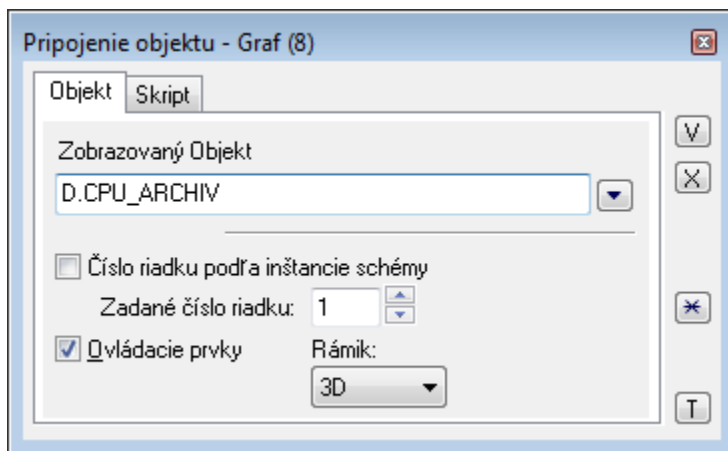 Pripojenie objektu - Graf (8)
Objekt Skript
Zobrazovaný Objekt
D.CPU_ARCHIV
Číslo riadku podľa inštancie schémy
Zadané číslo riadku: 1
Ovládacie prvky Rámik:
3D
V
X
T